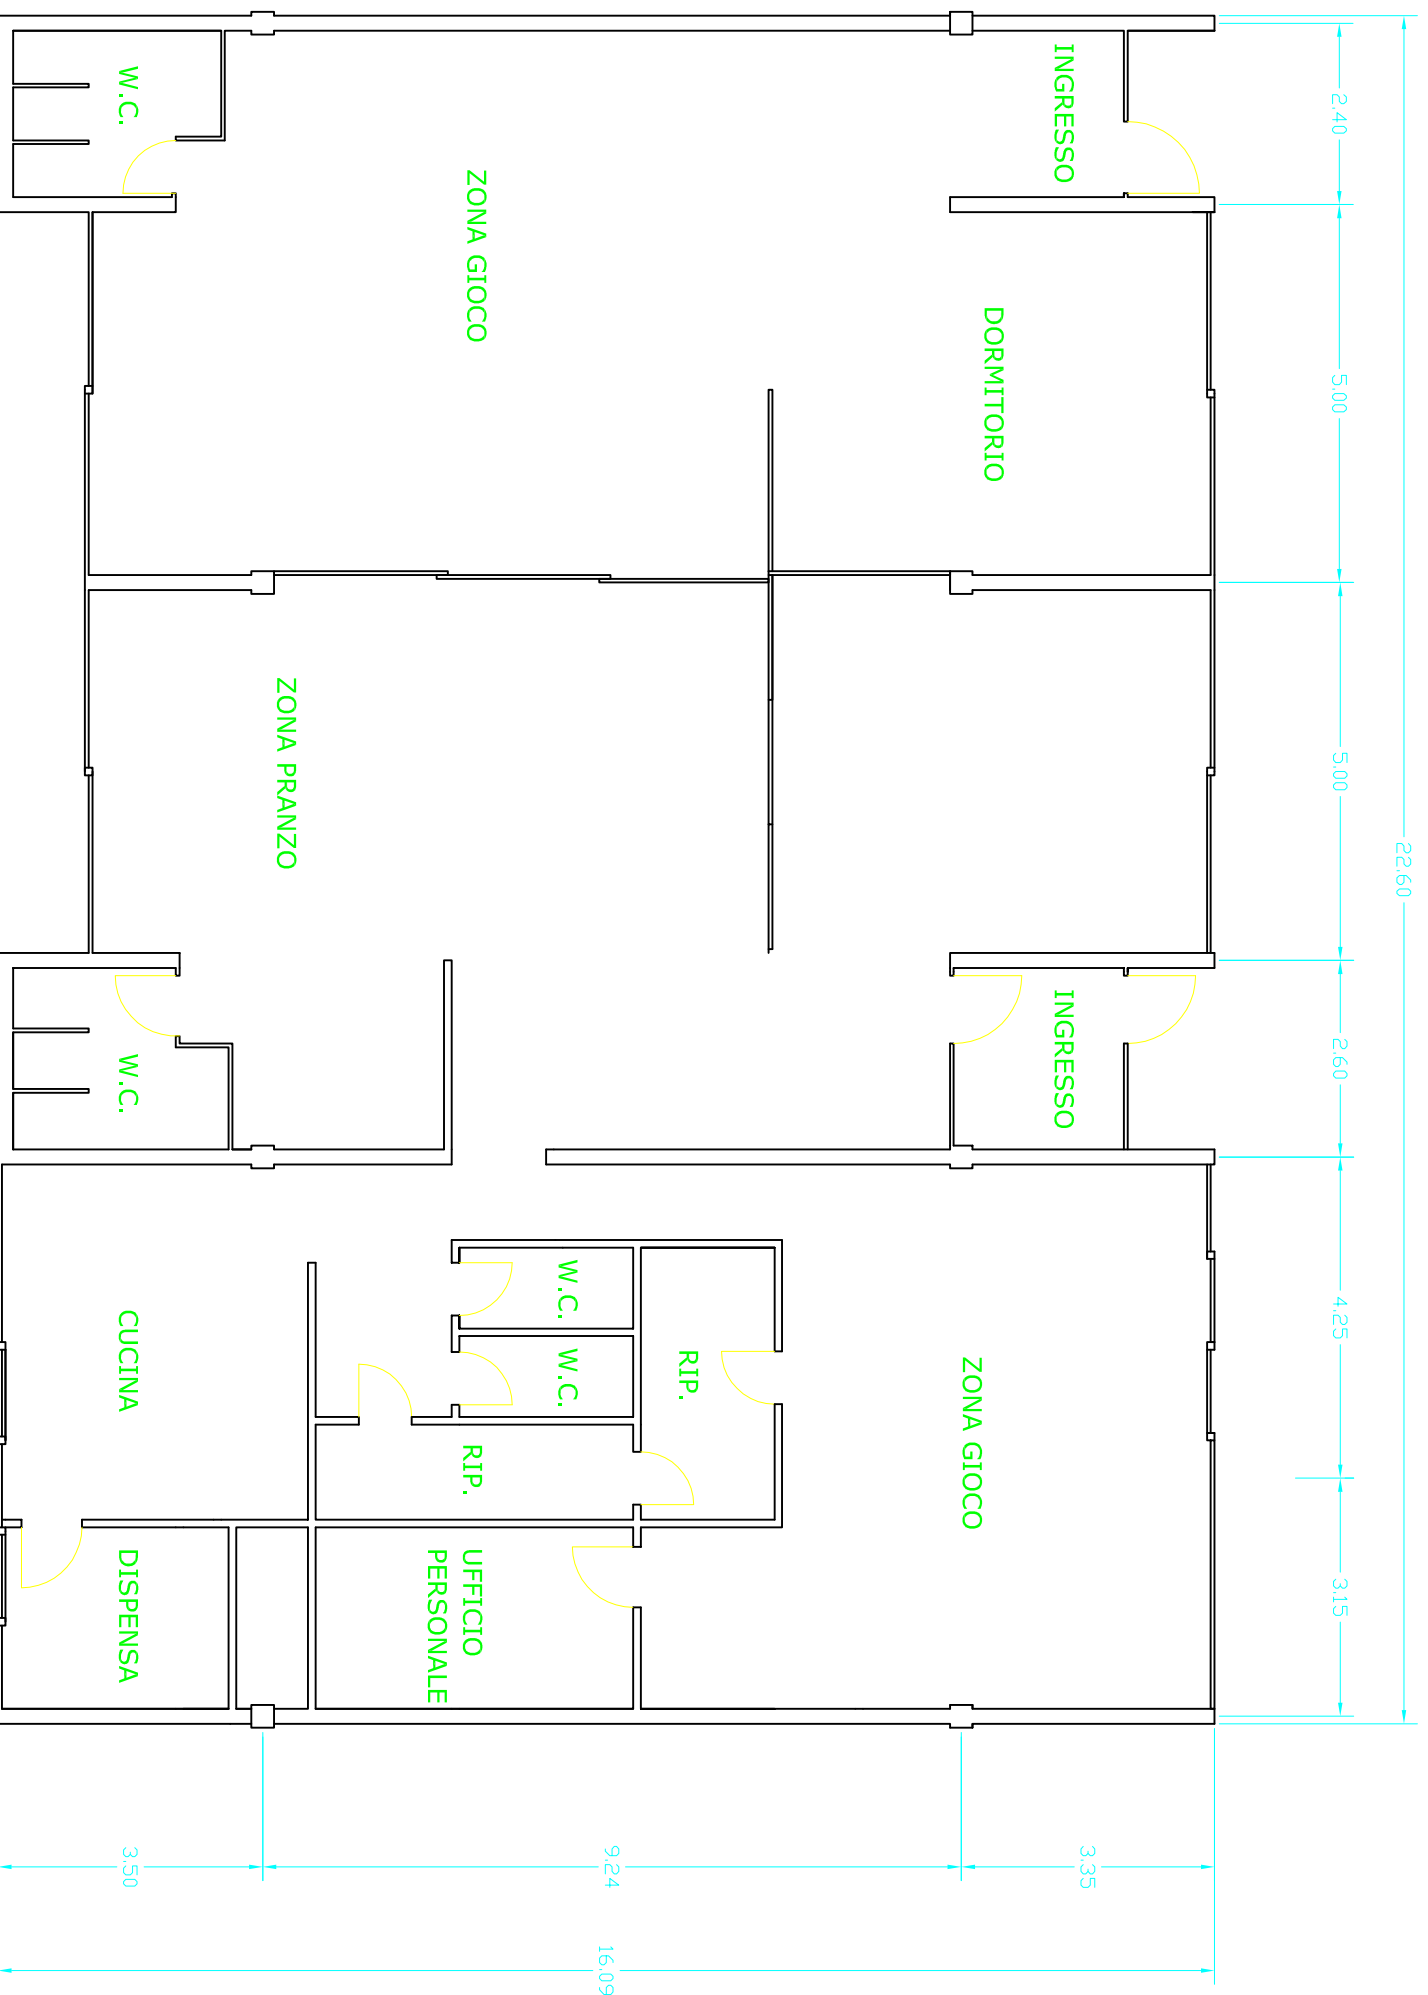 22.60
2.40
5.00
5.00
2.60
4.25
3.15
INGRESSO
INGRESSO
3.35
DORMITORIO
ZONA GIOCO
RIP.
9.24
16.09
W.C.
W.C.
ZONA GIOCO
RIP.
UFFICIO
PERSONALE
ZONA PRANZO
W.C.
W.C.
CUCINA
DISPENSA
3.50